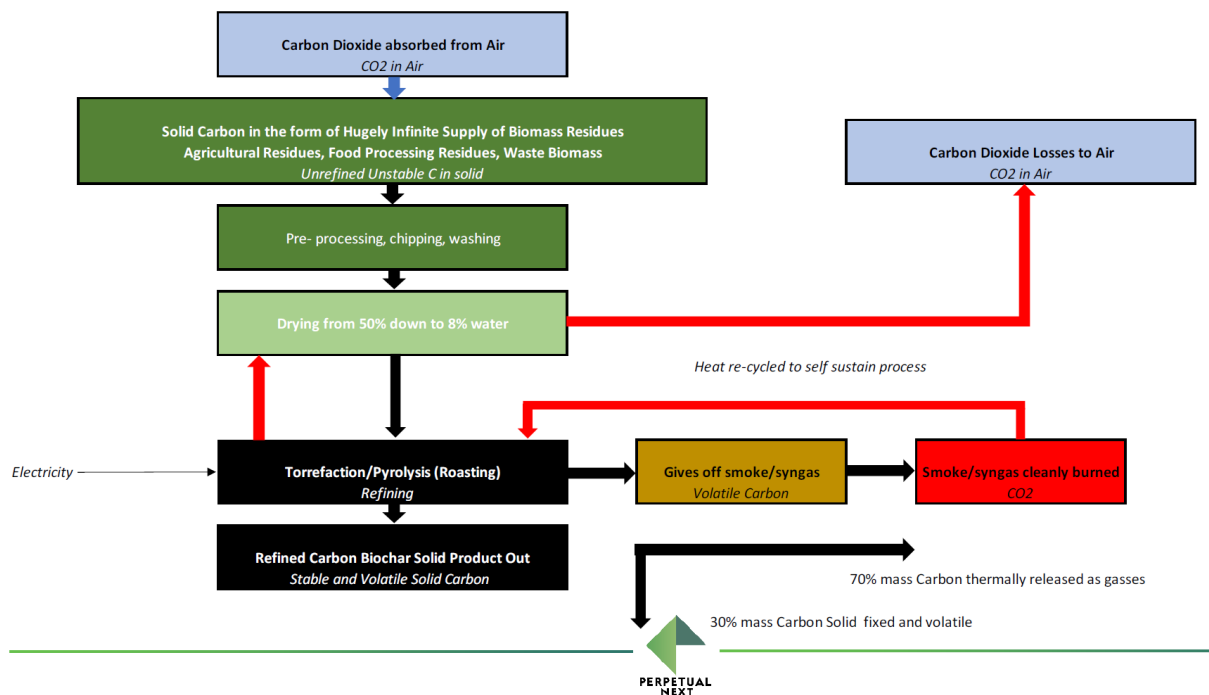 Carbon Dioxide absorbed from Air
CO2 in Air
Solid Carbon in the form of Hugely Infinite Supply of Biomass Residues
Agricultural Residues, Food Processing Residues, Waste Biomass
Unrefined Unstable C in solid
Carbon Dioxide Losses to Air
CO2 in Air
Pre- processing, chipping, washing
Drying from 50% down to 8% water
Heat re-cycled to self sustain process
Electricity
Torrefaction/Pyrolysis (Roasting)
Refining
Gives off smoke/syngas
Volatile Carbon
Smoke/syngas cleanly burned
CO2
Refined Carbon Biochar Solid Product Out
Stable and Volatile Solid Carbon
70% mass Carbon thermally released as gasses
30% mass Carbon Solid fixed and volatile
PERPETUAL
NEXT